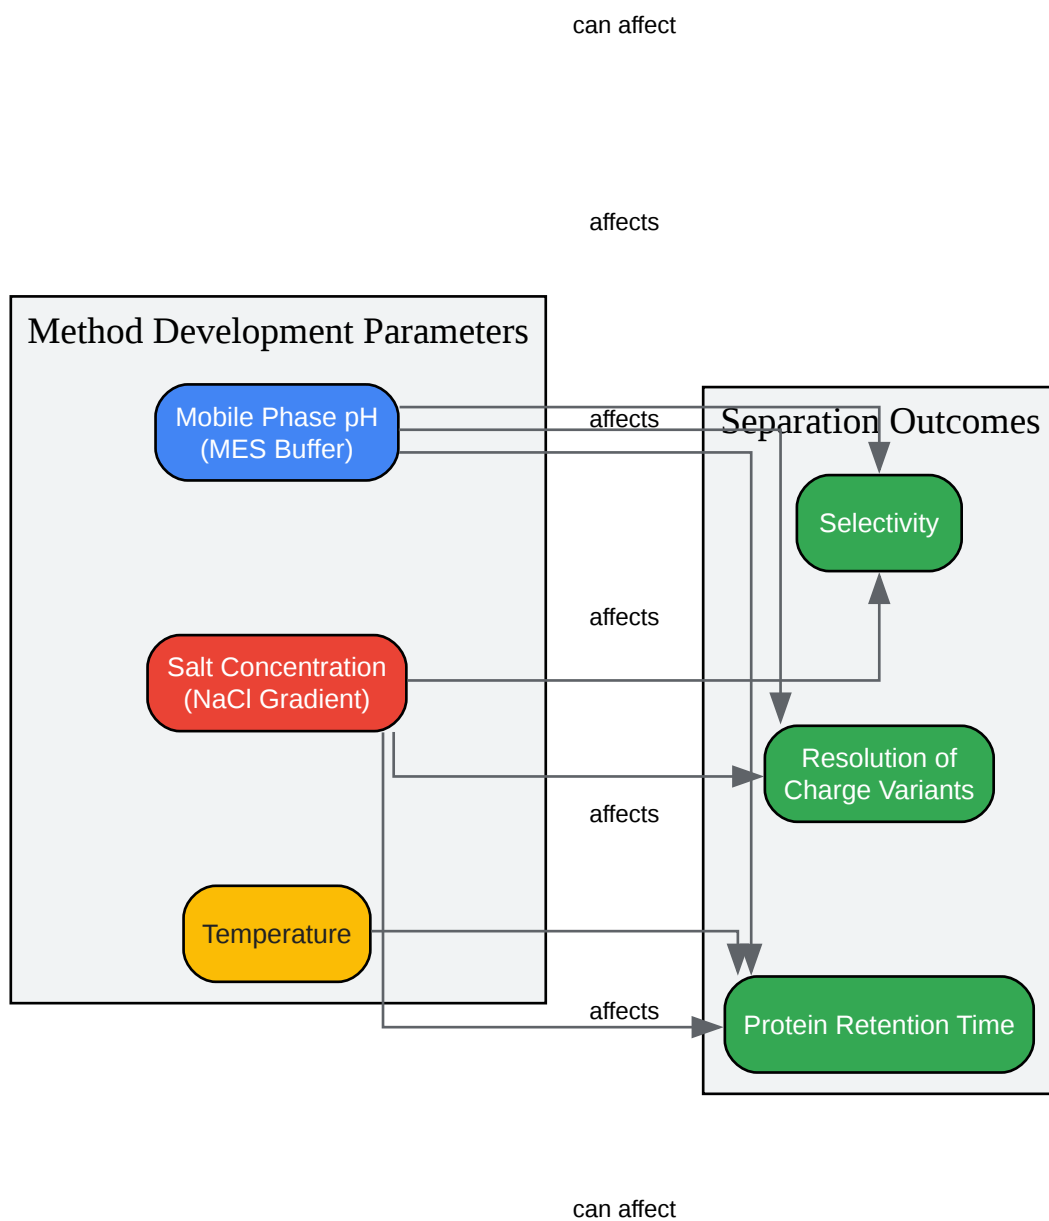 can affect
affects
Method Development Parameters
Mobile Phase pH
(MES Buffer)
affects
Separation Outcomes
Selectivity
affects
Salt Concentration
(NaCl Gradient)
Resolution of
Charge Variants
affects
Temperature
affects
Protein Retention Time
can affect